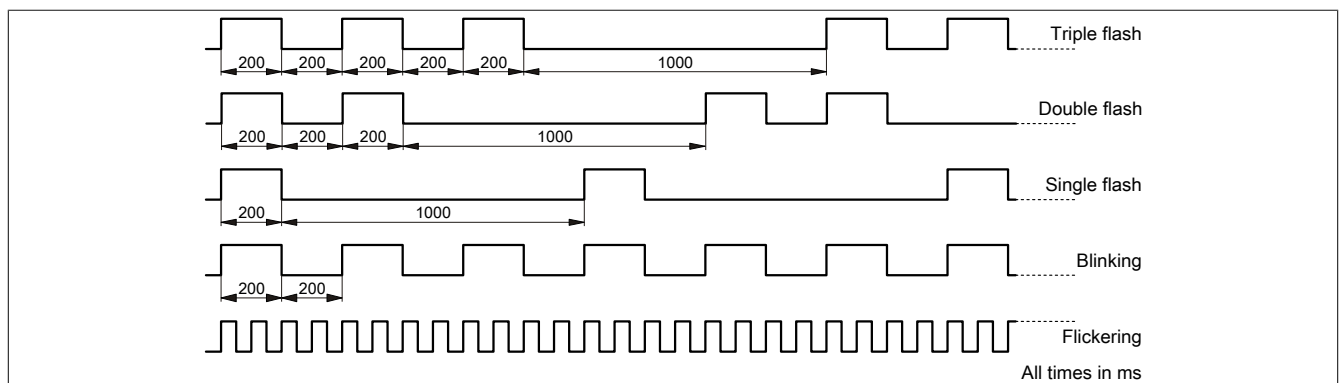 Triple flash
200 200 200 200 200 1000
Double flash
200 200 200 1000
Single flash
200 1000
Blinking
200 200
Flickering
All times in ms